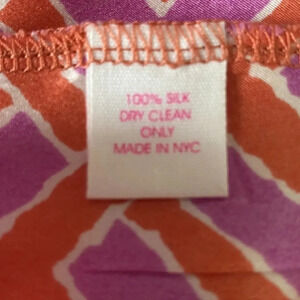 100% SILK
DRY CLEAN
ONLY
MADE IN NYC